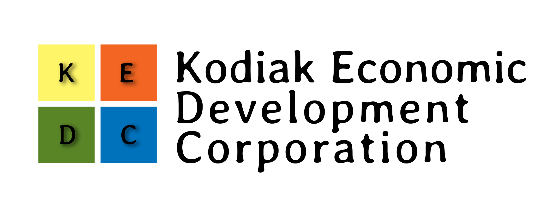 K E
D C
Kodiak Economic
Development
Corporation